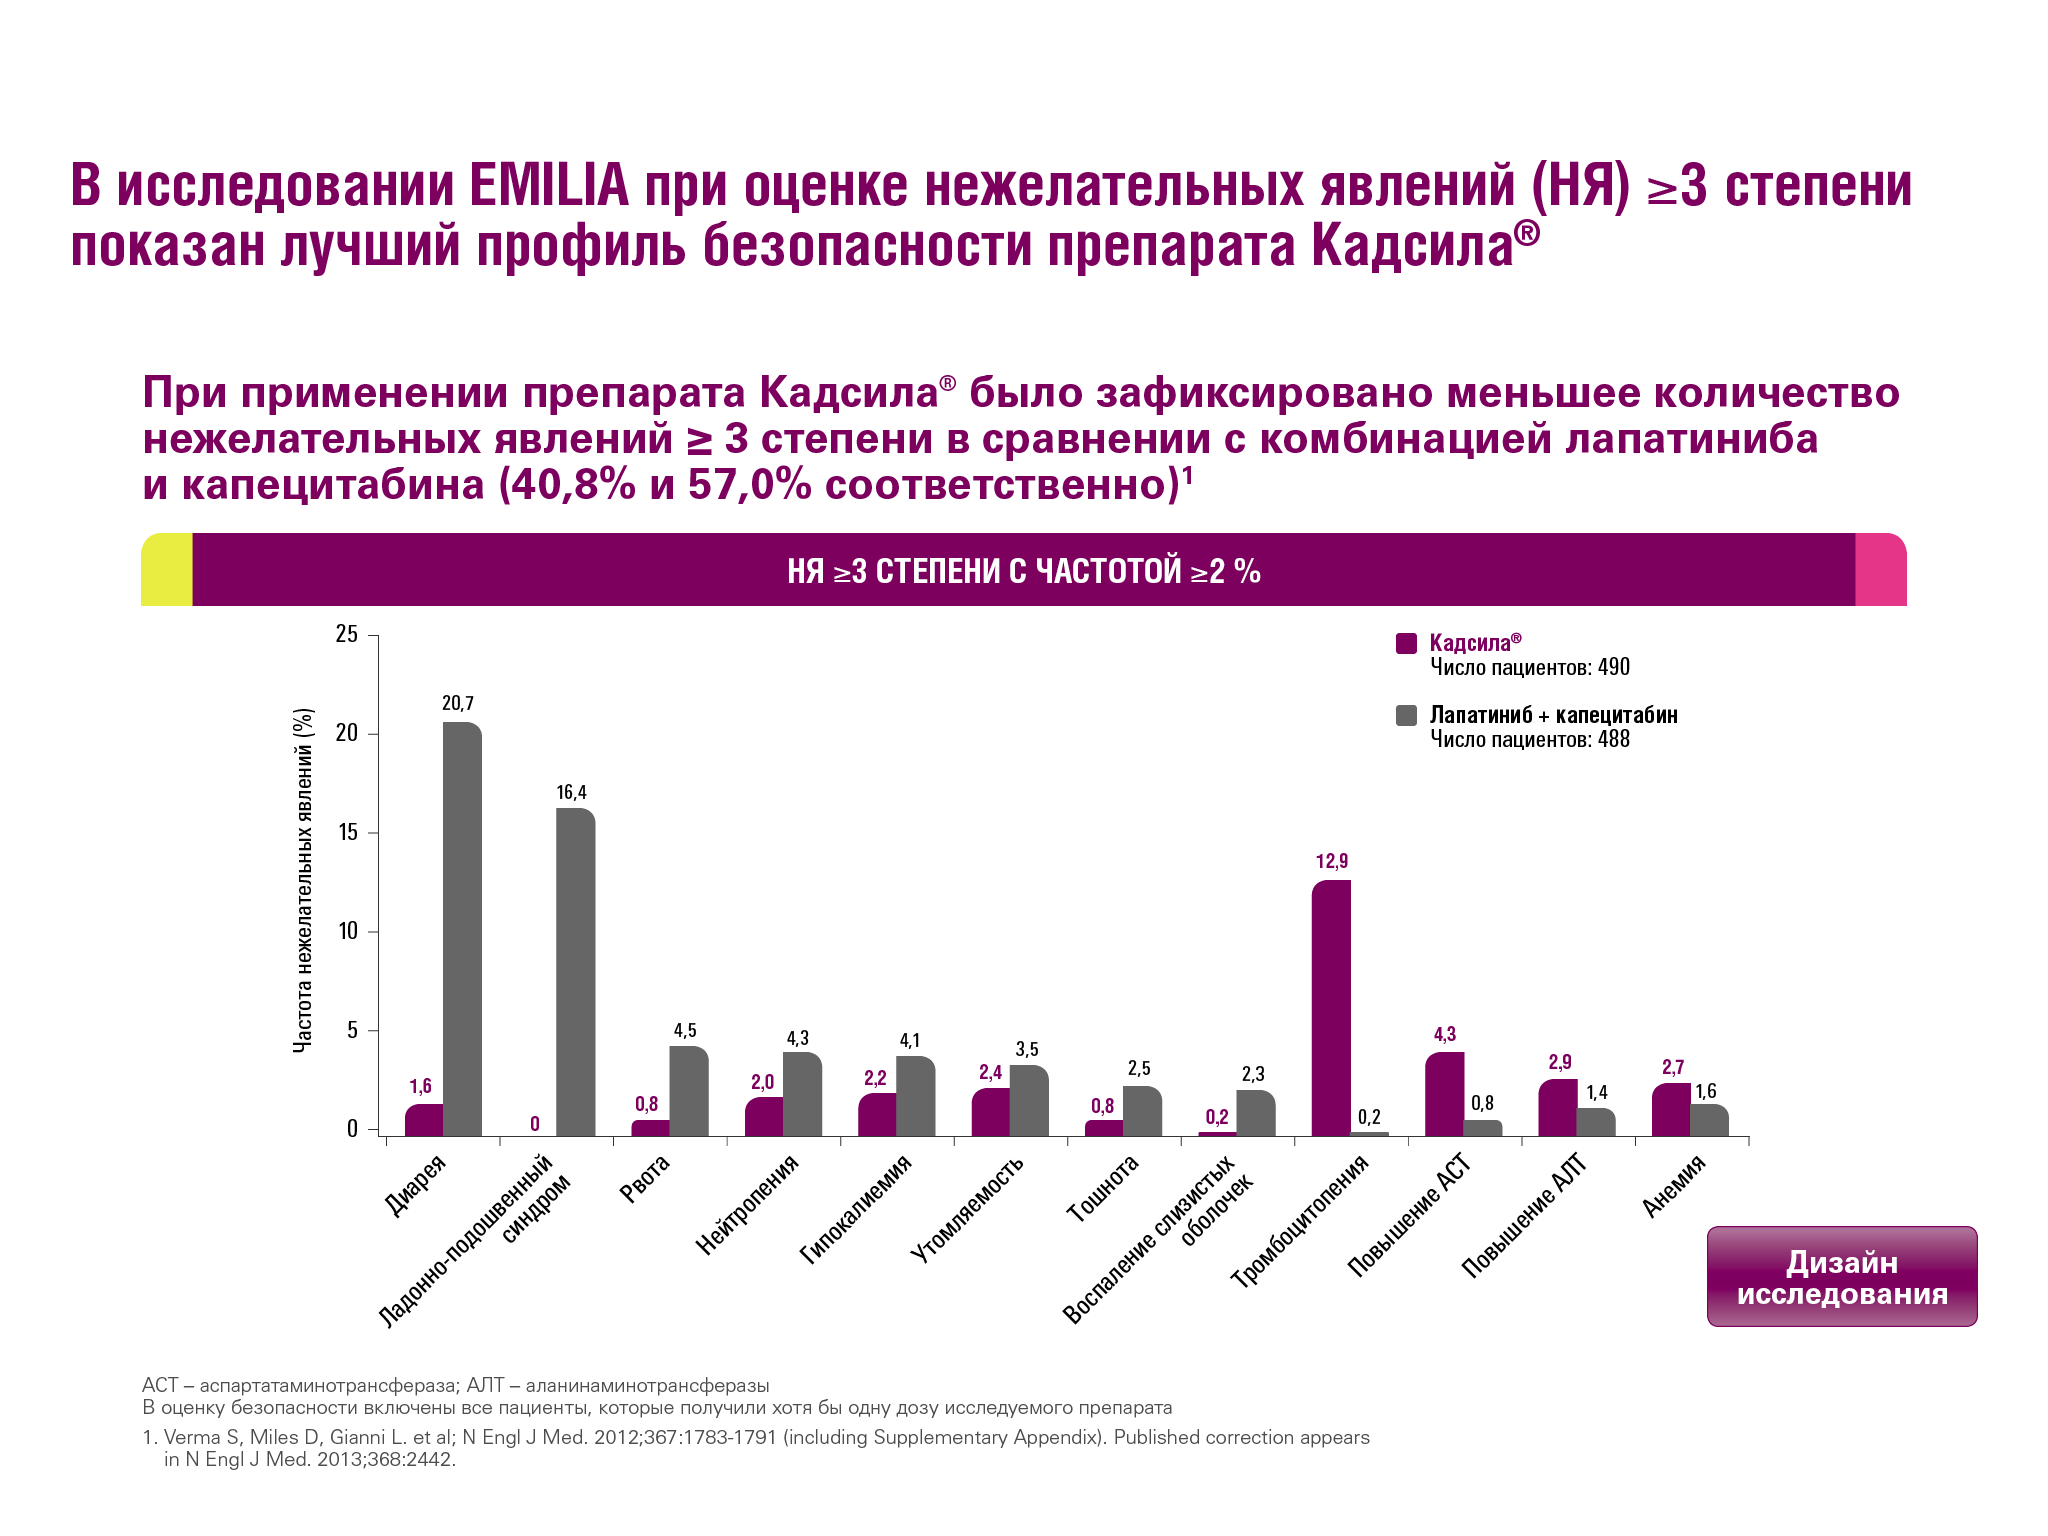 В исследовании EMILIA при оценке нежелательных явлений (НЯ) ≥3 степени
показан лучший профиль безопасности препарата Кадсила®
При применении препарата Кадсила® было зафиксировано меньшее количество
нежелательных явлений ≥ 3 степени в сравнении с комбинацией лапатиниба
и капецитабина (40,8% и 57,0% соответственно)¹
НЯ ≥3 СТЕПЕНИ С ЧАСТОТОЙ ≥2 %
Частота нежелательных явлений (%)
25
20
15
10
5
0
Кадсила®
Число пациентов: 490
Лапатиниб + капецитабин
Число пациентов: 488
1,6
20,7
0
16,4
0,8
4,5
2,0
4,3
2,2
4,1
2,4
3,5
0,8
2,5
0,2
2,3
12,9
0,2
4,3
0,8
2,9
1,4
2,7
1,6
Диарея
Ладонно-подошвенный
синдром
Рвота
Нейтропения
Гипокалиемия
Утомляемость
Тошнота
Воспаление слизистых
оболочек
Тромбоцитопения
Повышение АСТ
Повышение АЛТ
Анемия
Дизайн
исследования
АСТ – аспартатаминотрансфераза; АЛТ – аланинаминотрансферазы
В оценку безопасности включены все пациенты, которые получили хотя бы одну дозу исследуемого препарата
1. Verma S, Miles D, Gianni L. et al; N Engl J Med. 2012;367:1783-1791 (including Supplementary Appendix). Published correction appears
in N Engl J Med. 2013;368:2442.